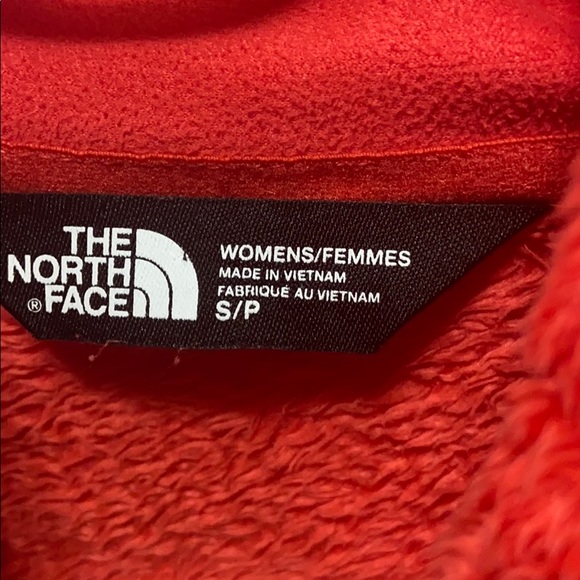 THE
NORTH
FACE
®
WOMENS/FEMMES
MADE IN VIETNAM
FABRIQUÉ AU VIETNAM
S/P